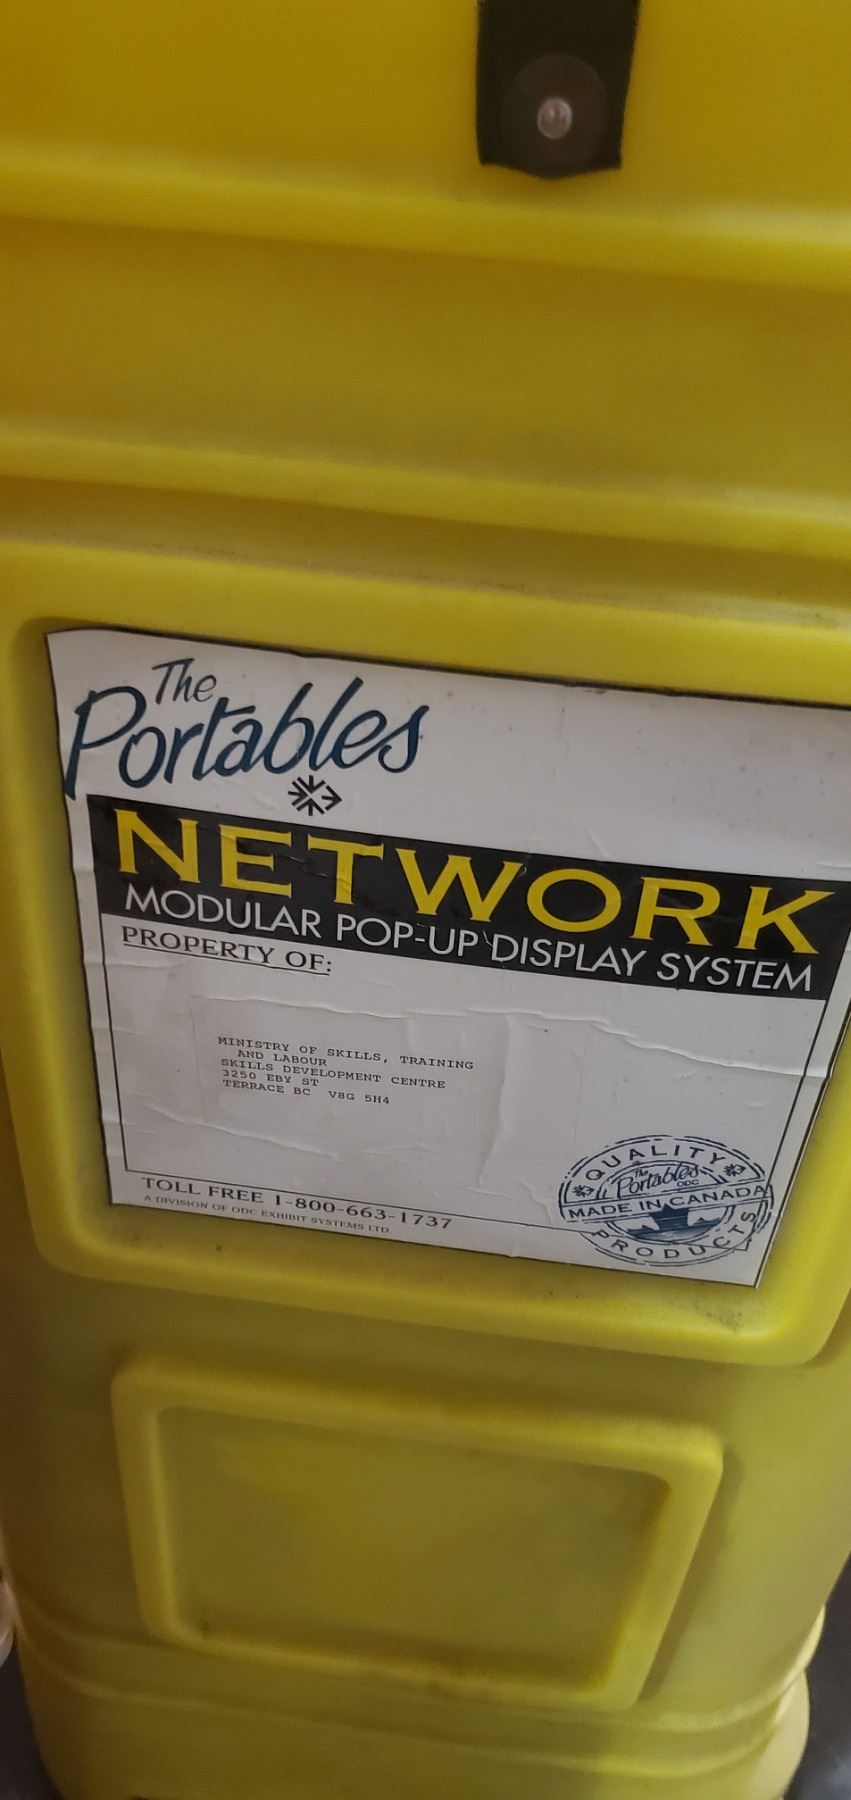 The
Portables
NETWORK
MODULAR POP-UP DISPLAY SYSTEM
PROPERTY OF:
MINISTRY OF SKILLS, TRAINING
AND LABOUR
SKILLS DEVELOPMENT CENTRE
3250 EBY ST
TERRACE BC V8G 5H4
TOLL FREE 1-800-663-1737
A DIVISION OF ODC EXHIBIT SYSTEMS LTD.
QUALITY
The
Portables
ODC
MADE IN CANADA
PRODUCTS